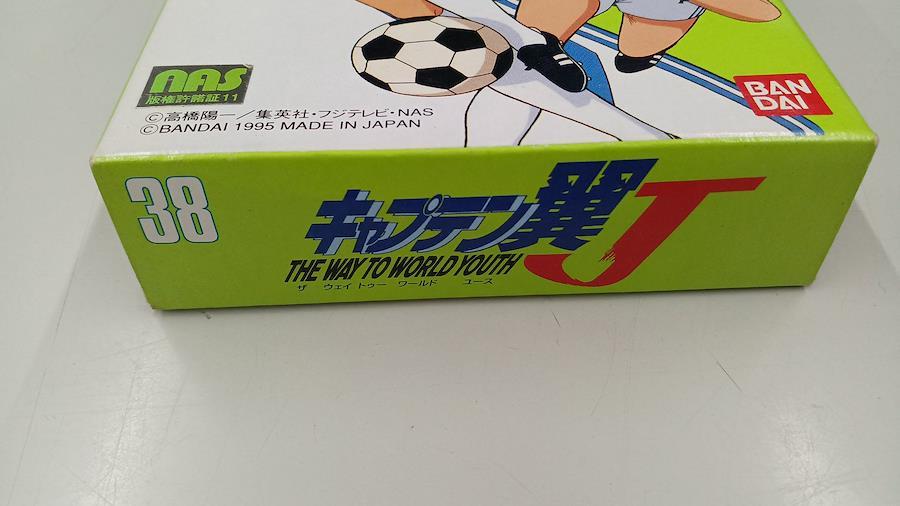 nas
版権許諾証11
©高橋陽一／集英社・フジテレビ・NAS
©BANDAI 1995 MADE IN JAPAN
BAN
DAI
38
キャプテン翼J
THE WAY TO WORLD YOUTH
ザ ウェイ トゥー ワールド ユース